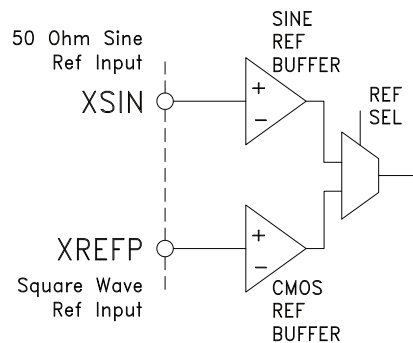 50 Ohm Sine
Ref Input
XSIN
+
−
SINE
REF
BUFFER
REF
SEL
XREFP
Square Wave
Ref Input
+
−
CMOS
REF
BUFFER